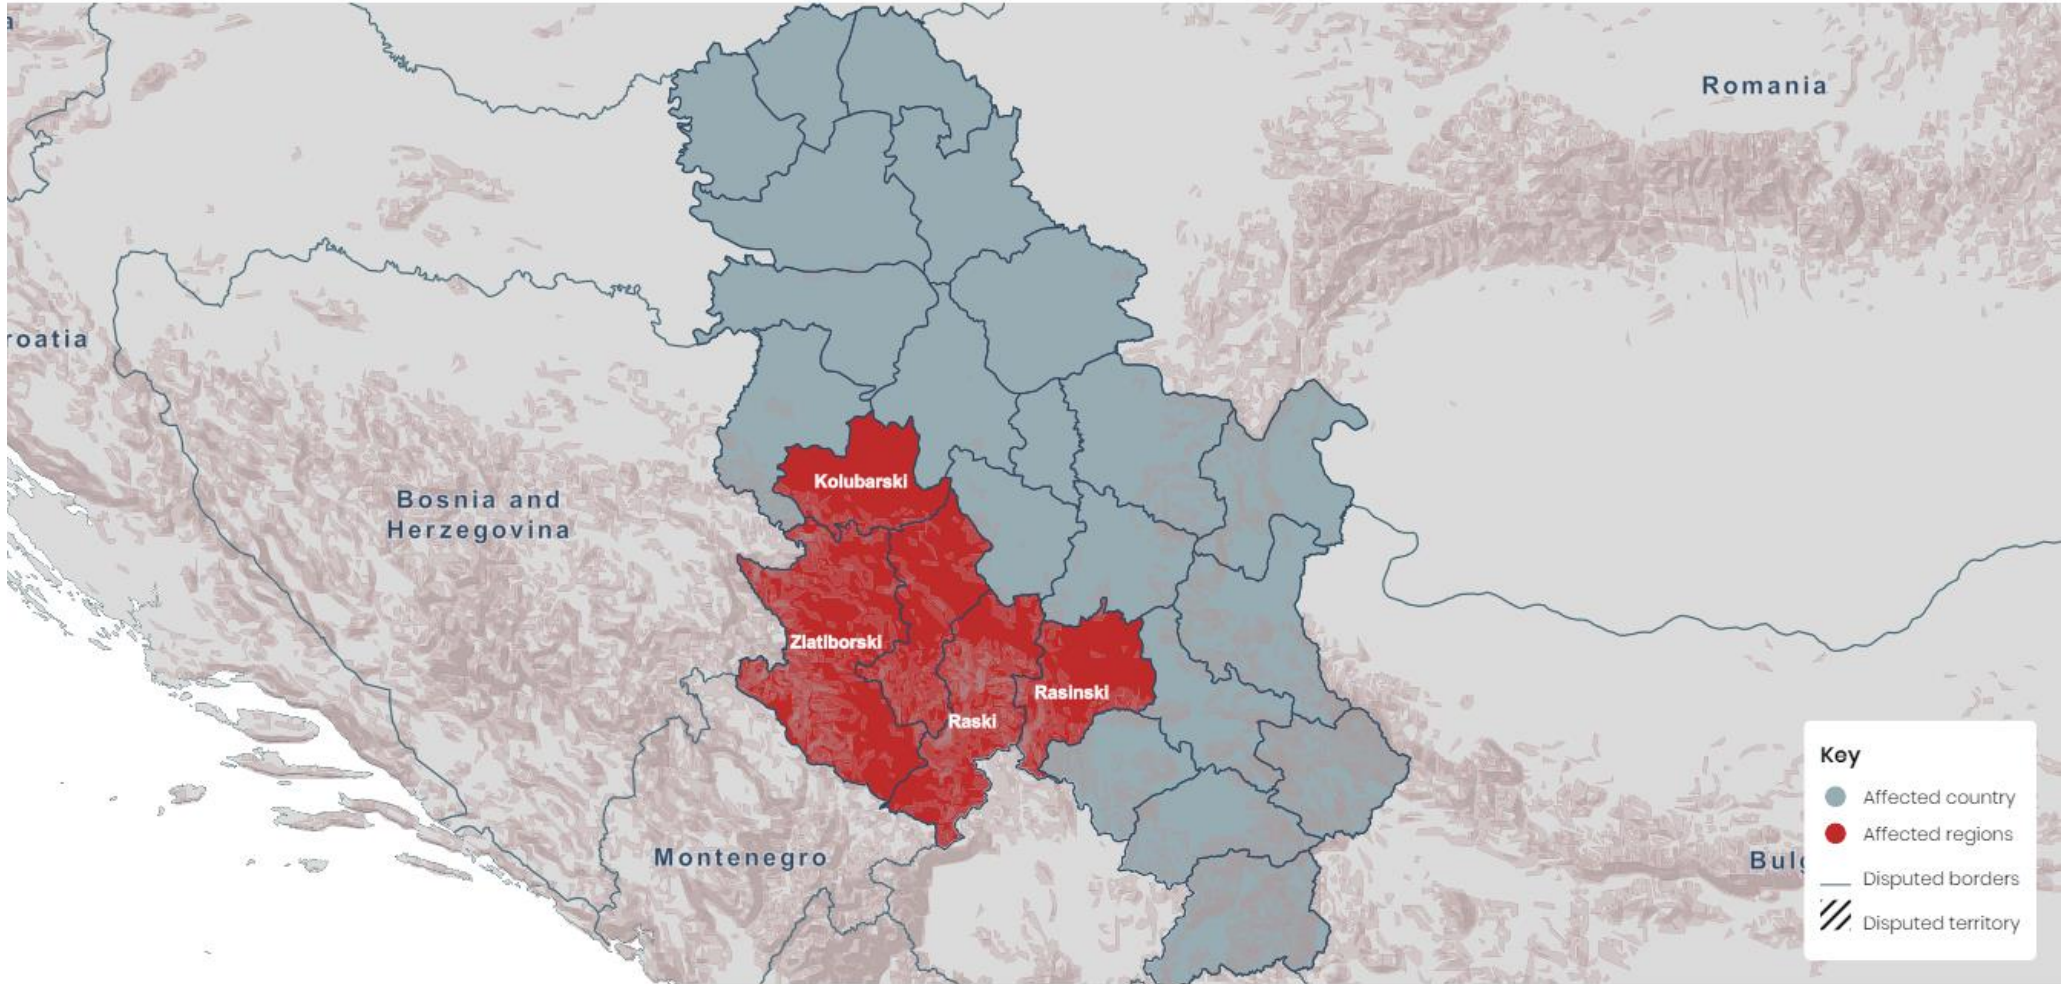 Romania
roatia
Kolubarski
Bosnia and
Herzegovina
Zlatiborski
Rasinski
Raski
Montenegro
Bulg
Key
Affected country
Affected regions
Disputed borders
Disputed territory